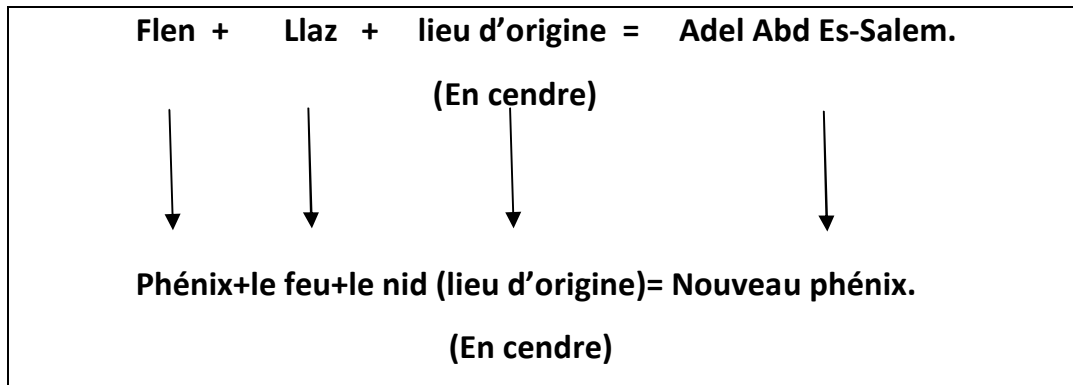 Flen + Llaz + lieu d’origine = Adel Abd Es-Salem.
(En cendre)
Phénix+le feu+le nid (lieu d’origine)= Nouveau phénix.
(En cendre)